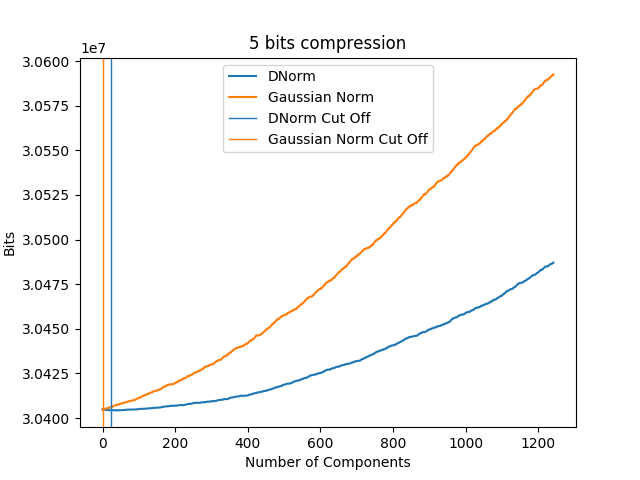 5 bits compression
1e7
3.0600
3.0575
3.0550
3.0525
3.0500
3.0475
3.0450
3.0425
3.0400
Bits
DNorm
Gaussian Norm
DNorm Cut Off
Gaussian Norm Cut Off
0 200 400 600 800 1000 1200
Number of Components